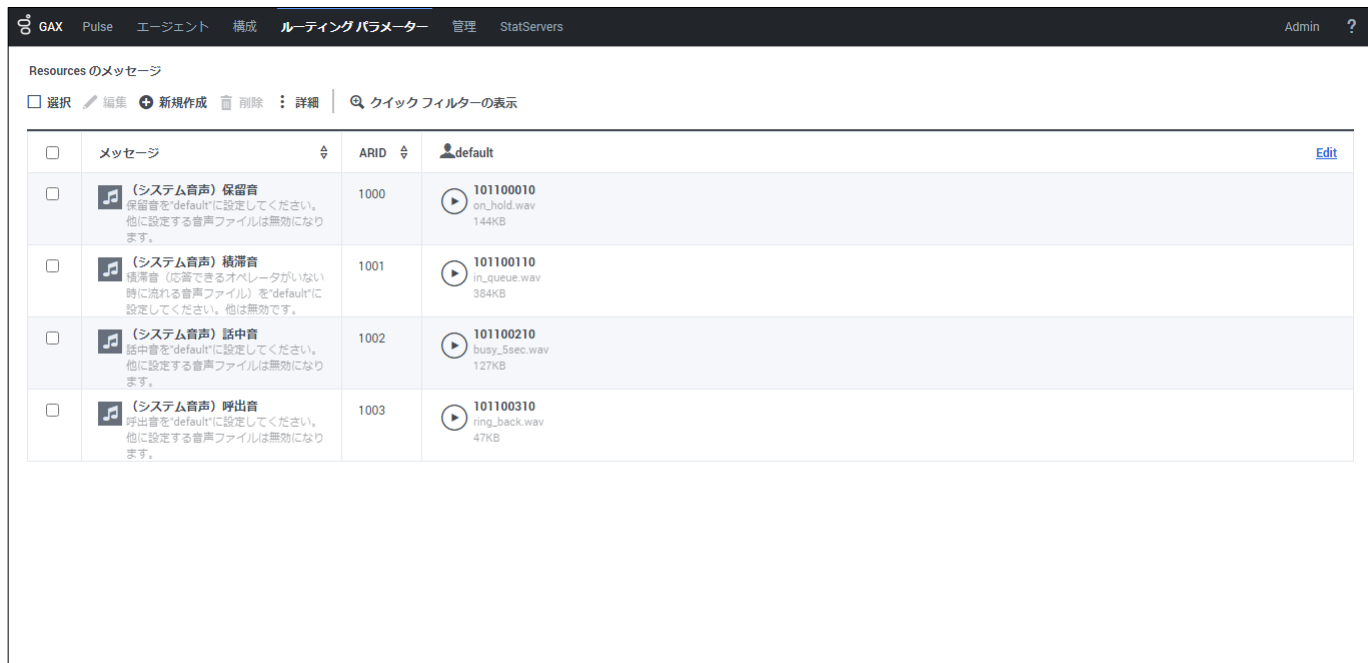 GAX Pulse エージェント 構成 ルーティング パラメーター 管理 StatServers Admin ?
Resources のメッセージ
選択 編集 新規作成 削除 詳細 クイック フィルターの表示
メッセージ ARID default Edit
（システム音声）保留音 1000 101100010
保留音を"default"に設定してください。 on_hold.wav
他に設定する音声ファイルは無効になり 144KB
ます。
（システム音声）積滞音 1001 101100110
積滞音（応答できるオペレータがいない in_queue.wav
時に流れる音声ファイル）を"default"に 384KB
設定してください。他は無効です。
（システム音声）話中音 1002 101100210
話中音を"default"に設定してください。 busy_5sec.wav
他に設定する音声ファイルは無効になり 127KB
ます。
（システム音声）呼出音 1003 101100310
呼出音を"default"に設定してください。 ring_back.wav
他に設定する音声ファイルは無効になり 47KB
ます。